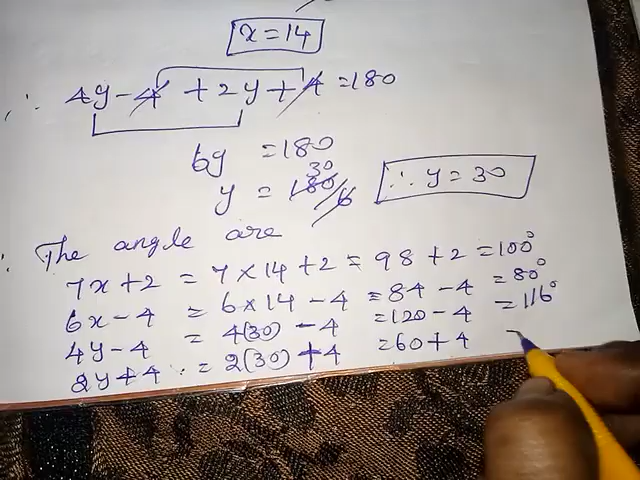 x = 14
∴ 4y - 4 + 2y + 4 = 180
6y = 180
30
y = 180/6 ∴ y = 30
The angle are
7x + 2 = 7 × 14 + 2 = 98 + 2 = 100°
6x - 4 = 6 × 14 - 4 = 84 - 4 = 80°
4y - 4 = 4(30) - 4 = 120 - 4 = 116°
2y + 4 = 2(30) + 4 = 60 + 4